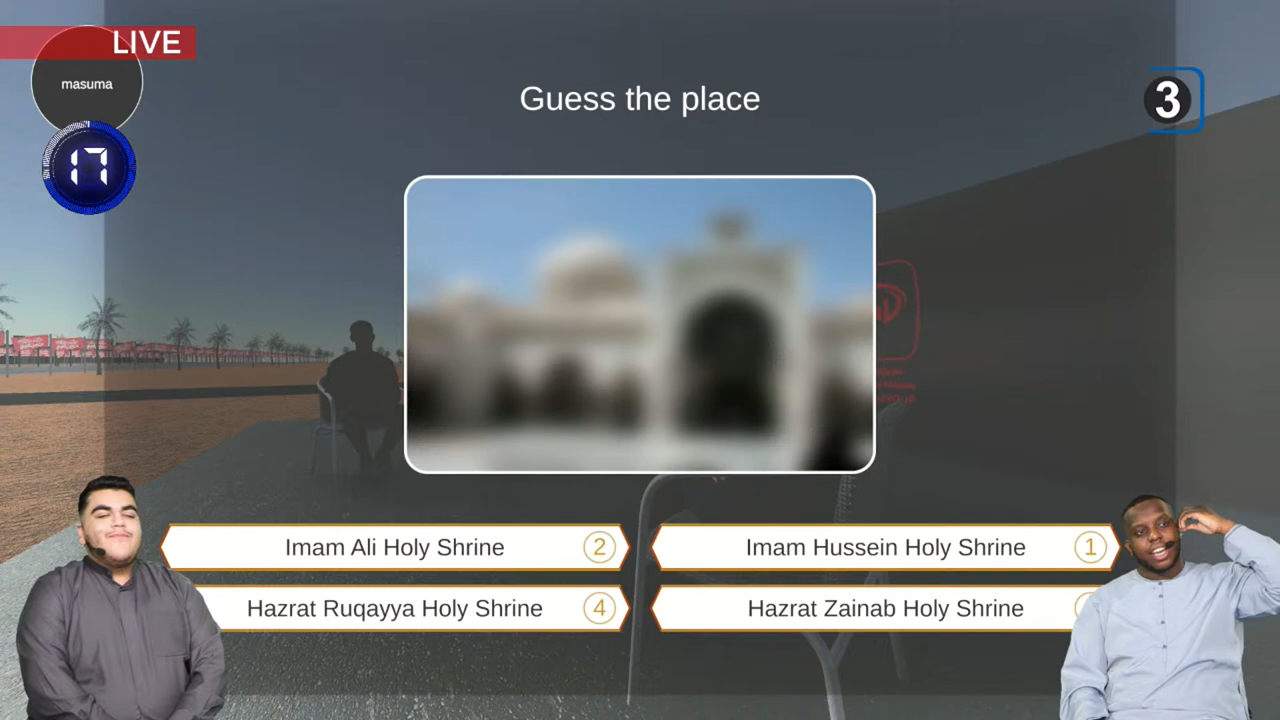 LIVE
masuma
17
Guess the place
3
Imam Ali Holy Shrine 2
Imam Hussein Holy Shrine 1
Hazrat Ruqayya Holy Shrine 4
Hazrat Zainab Holy Shrine